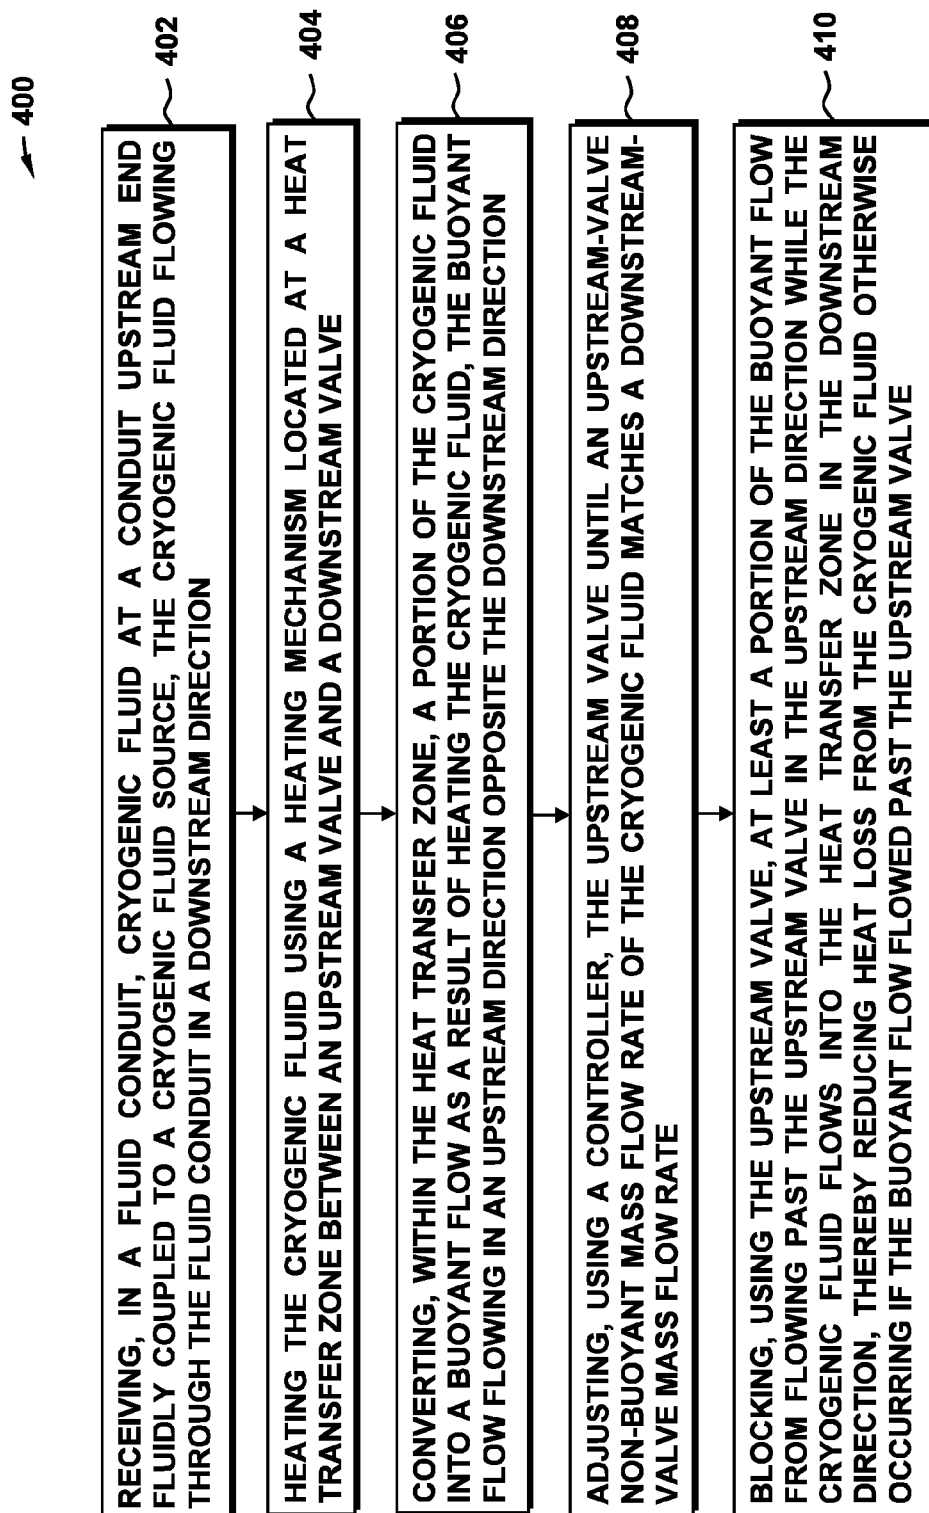 400
RECEIVING, IN A FLUID CONDUIT, CRYOGENIC FLUID AT A CONDUIT UPSTREAM END
FLUIDLY COUPLED TO A CRYOGENIC FLUID SOURCE, THE CRYOGENIC FLUID FLOWING
THROUGH THE FLUID CONDUIT IN A DOWNSTREAM DIRECTION
402
HEATING THE CRYOGENIC FLUID USING A HEATING MECHANISM LOCATED AT A HEAT
TRANSFER ZONE BETWEEN AN UPSTREAM VALVE AND A DOWNSTREAM VALVE
404
CONVERTING, WITHIN THE HEAT TRANSFER ZONE, A PORTION OF THE CRYOGENIC FLUID
INTO A BUOYANT FLOW AS A RESULT OF HEATING THE CRYOGENIC FLUID, THE BUOYANT
FLOW FLOWING IN AN UPSTREAM DIRECTION OPPOSITE THE DOWNSTREAM DIRECTION
406
ADJUSTING, USING A CONTROLLER, THE UPSTREAM VALVE UNTIL AN UPSTREAM-VALVE
NON-BUOYANT MASS FLOW RATE OF THE CRYOGENIC FLUID MATCHES A DOWNSTREAM-
VALVE MASS FLOW RATE
408
BLOCKING, USING THE UPSTREAM VALVE, AT LEAST A PORTION OF THE BUOYANT FLOW
FROM FLOWING PAST THE UPSTREAM VALVE IN THE UPSTREAM DIRECTION WHILE THE
CRYOGENIC FLUID FLOWS INTO THE HEAT TRANSFER ZONE IN THE DOWNSTREAM
DIRECTION, THEREBY REDUCING HEAT LOSS FROM THE CRYOGENIC FLUID OTHERWISE
OCCURRING IF THE BUOYANT FLOW FLOWED PAST THE UPSTREAM VALVE
410